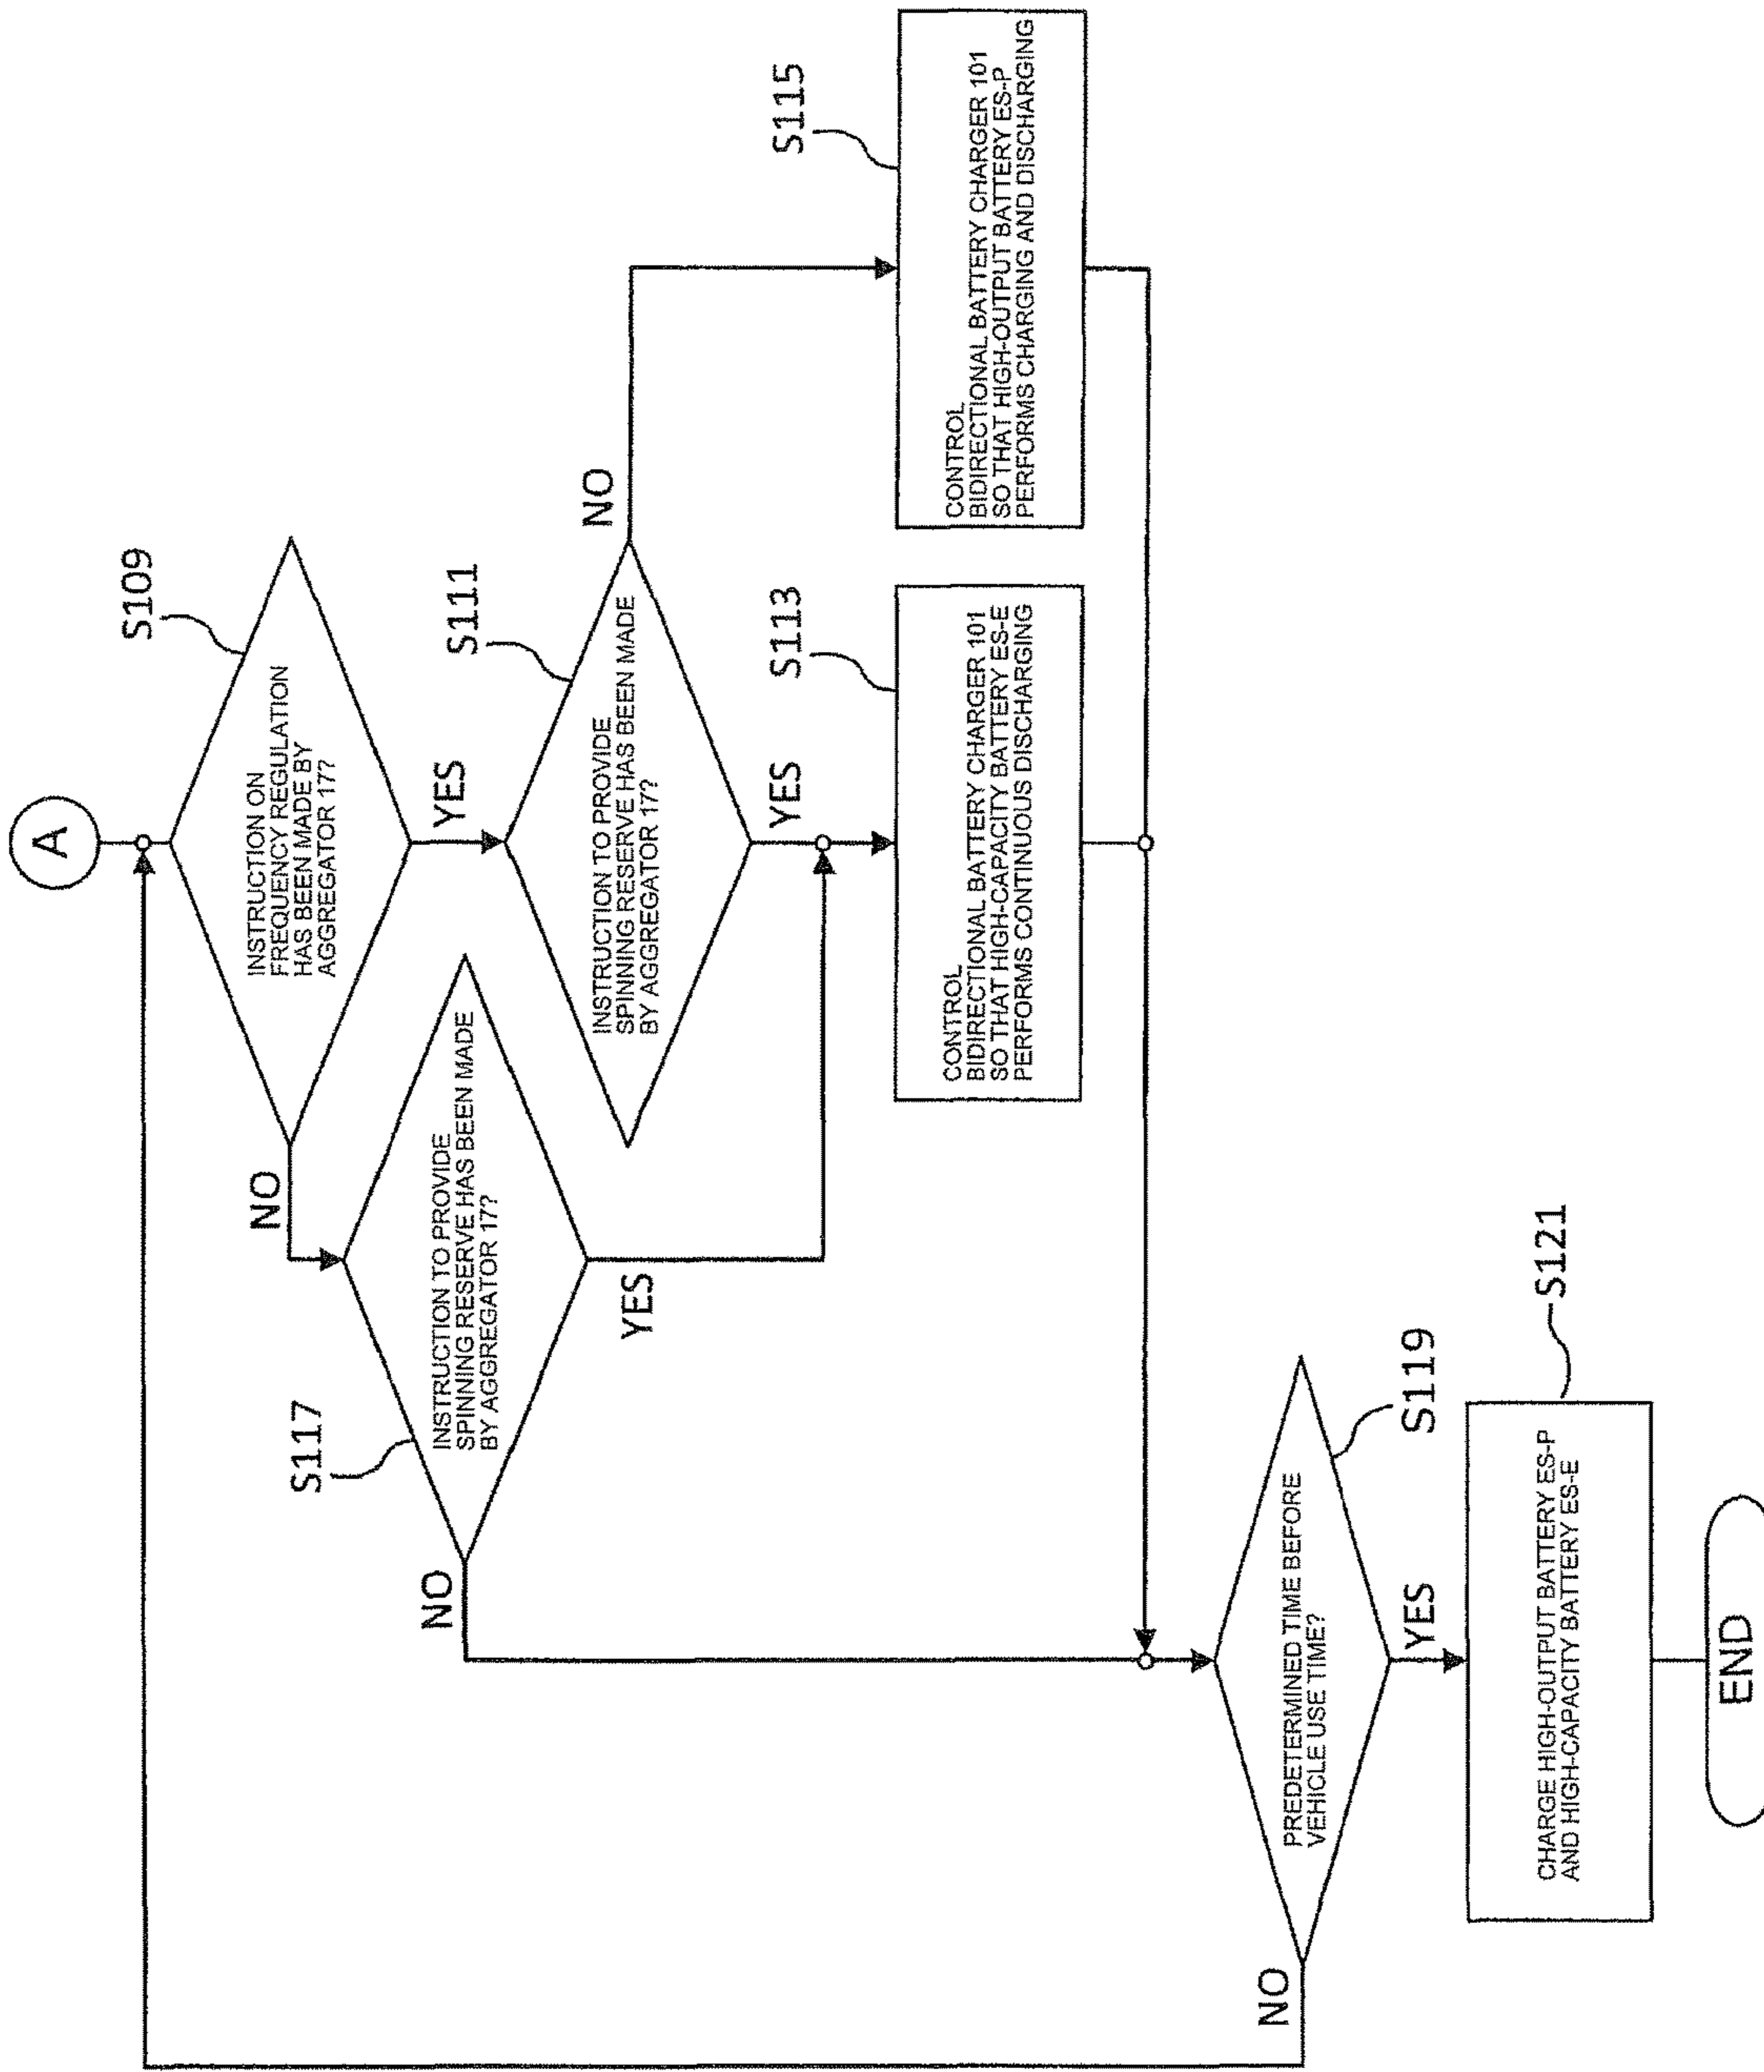 A
S109
INSTRUCTION ON
FREQUENCY REGULATION
HAS BEEN MADE BY
AGGREGATOR 17?
NO
YES
S117
INSTRUCTION TO PROVIDE
SPINNING RESERVE HAS BEEN MADE
BY AGGREGATOR 17?
NO
YES
S111
INSTRUCTION TO PROVIDE
SPINNING RESERVE HAS BEEN MADE
BY AGGREGATOR 17?
NO
YES
S113
CONTROL
BIDIRECTIONAL BATTERY CHARGER 101
SO THAT HIGH-CAPACITY BATTERY ES-E
PERFORMS CONTINUOUS DISCHARGING
S115
CONTROL
BIDIRECTIONAL BATTERY CHARGER 101
SO THAT HIGH-OUTPUT BATTERY ES-P
PERFORMS CHARGING AND DISCHARGING
S119
PREDETERMINED TIME BEFORE
VEHICLE USE TIME?
NO
YES
S121
CHARGE HIGH-OUTPUT BATTERY ES-P
AND HIGH-CAPACITY BATTERY ES-E
END